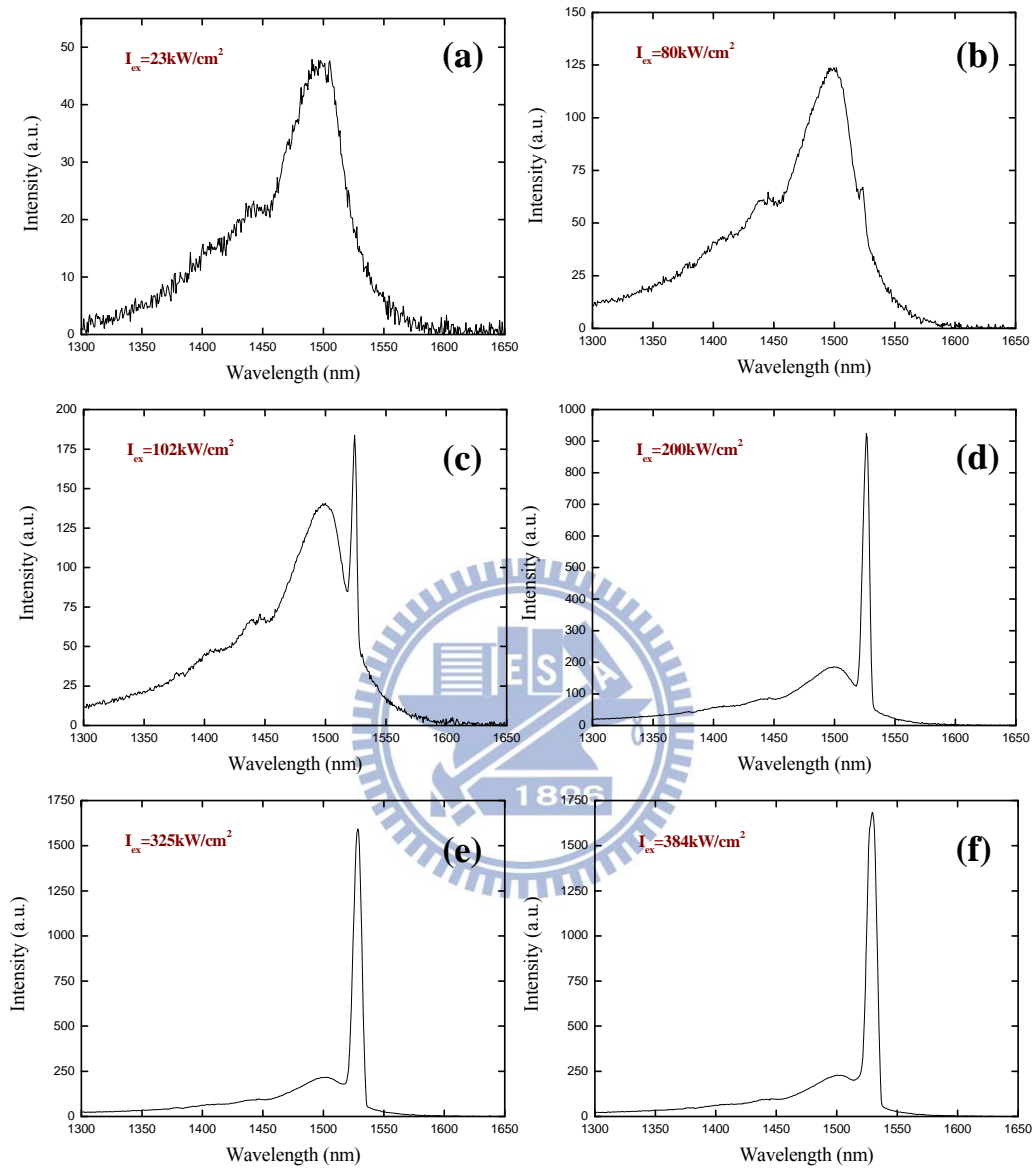 I_ex=23kW/cm²
(a)
50
40
30
20
10
0
1300 1350 1400 1450 1500 1550 1600 1650
Intensity (a.u.)
Wavelength (nm)
I_ex=80kW/cm²
(b)
150
125
100
75
50
25
0
1300 1350 1400 1450 1500 1550 1600 1650
Intensity (a.u.)
Wavelength (nm)
I_ex=102kW/cm²
(c)
200
175
150
125
100
75
50
25
0
1300 1350 1400 1450 1500 1550 1600 1650
Intensity (a.u.)
Wavelength (nm)
I_ex=200kW/cm²
(d)
1000
900
800
700
600
500
400
300
200
100
0
1300 1350 1400 1450 1500 1550 1600 1650
Intensity (a.u.)
Wavelength (nm)
ESA
1896
I_ex=325kW/cm²
(e)
1750
1500
1250
1000
750
500
250
0
1300 1350 1400 1450 1500 1550 1600 1650
Intensity (a.u.)
Wavelength (nm)
I_ex=384kW/cm²
(f)
1750
1500
1250
1000
750
500
250
0
1300 1350 1400 1450 1500 1550 1600 1650
Intensity (a.u.)
Wavelength (nm)